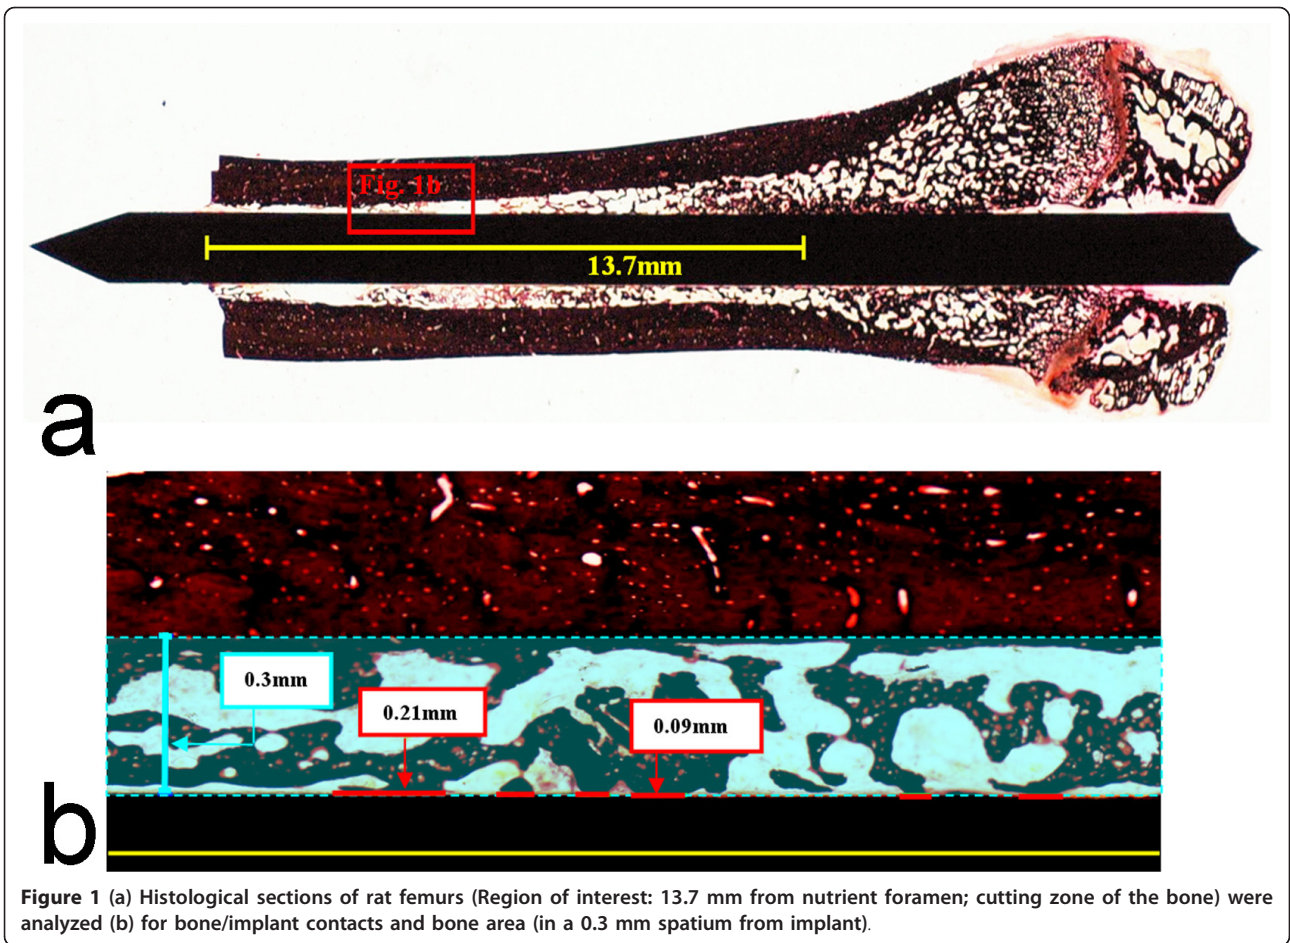 Fig. 1b
13.7mm
a
0.3mm
0.21mm
0.09mm
b
Figure 1 (a) Histological sections of rat femurs (Region of interest: 13.7 mm from nutrient foramen; cutting zone of the bone) were
analyzed (b) for bone/implant contacts and bone area (in a 0.3 mm spatium from implant).